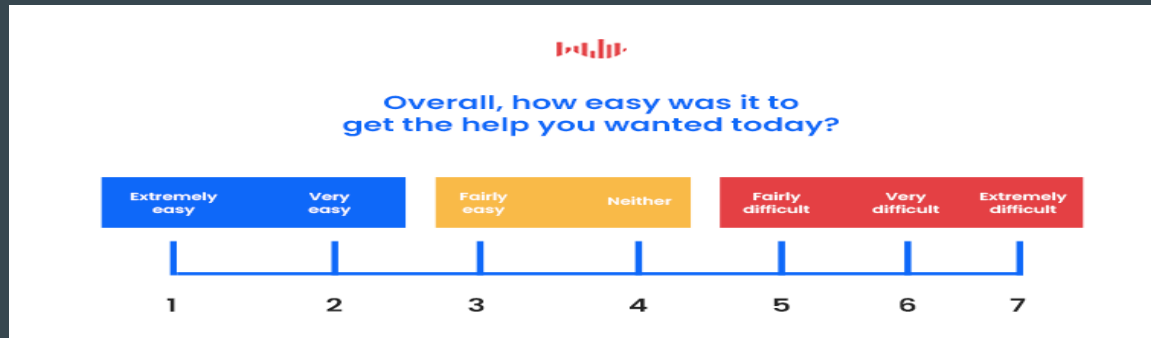 Overall, how easy was it to
get the help you wanted today?
Extremely easy
Very easy
Fairly easy
Neither
Fairly difficult
Very difficult
Extremely difficult
1 2 3 4 5 6 7